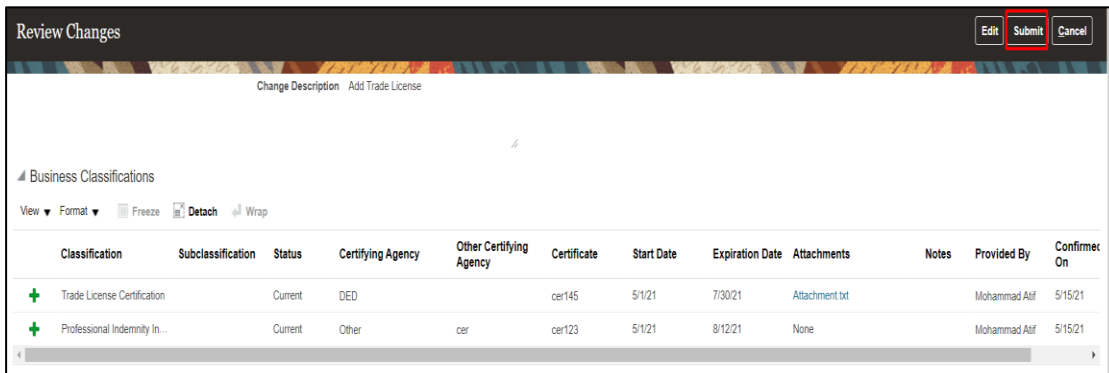 Review Changes Edit Submit Cancel
Change Description Add Trade License
Business Classifications
View Format Freeze Detach Wrap
Classification Subclassification Status Certifying Agency Other Certifying Agency Certificate Start Date Expiration Date Attachments Notes Provided By Confirmed On
Trade License Certification Current DED cer145 5/1/21 7/30/21 Attachment.txt Mohammad Atif 5/15/21
Professional Indemnity In... Current Other cer cer123 5/1/21 8/12/21 None Mohammad Atif 5/15/21